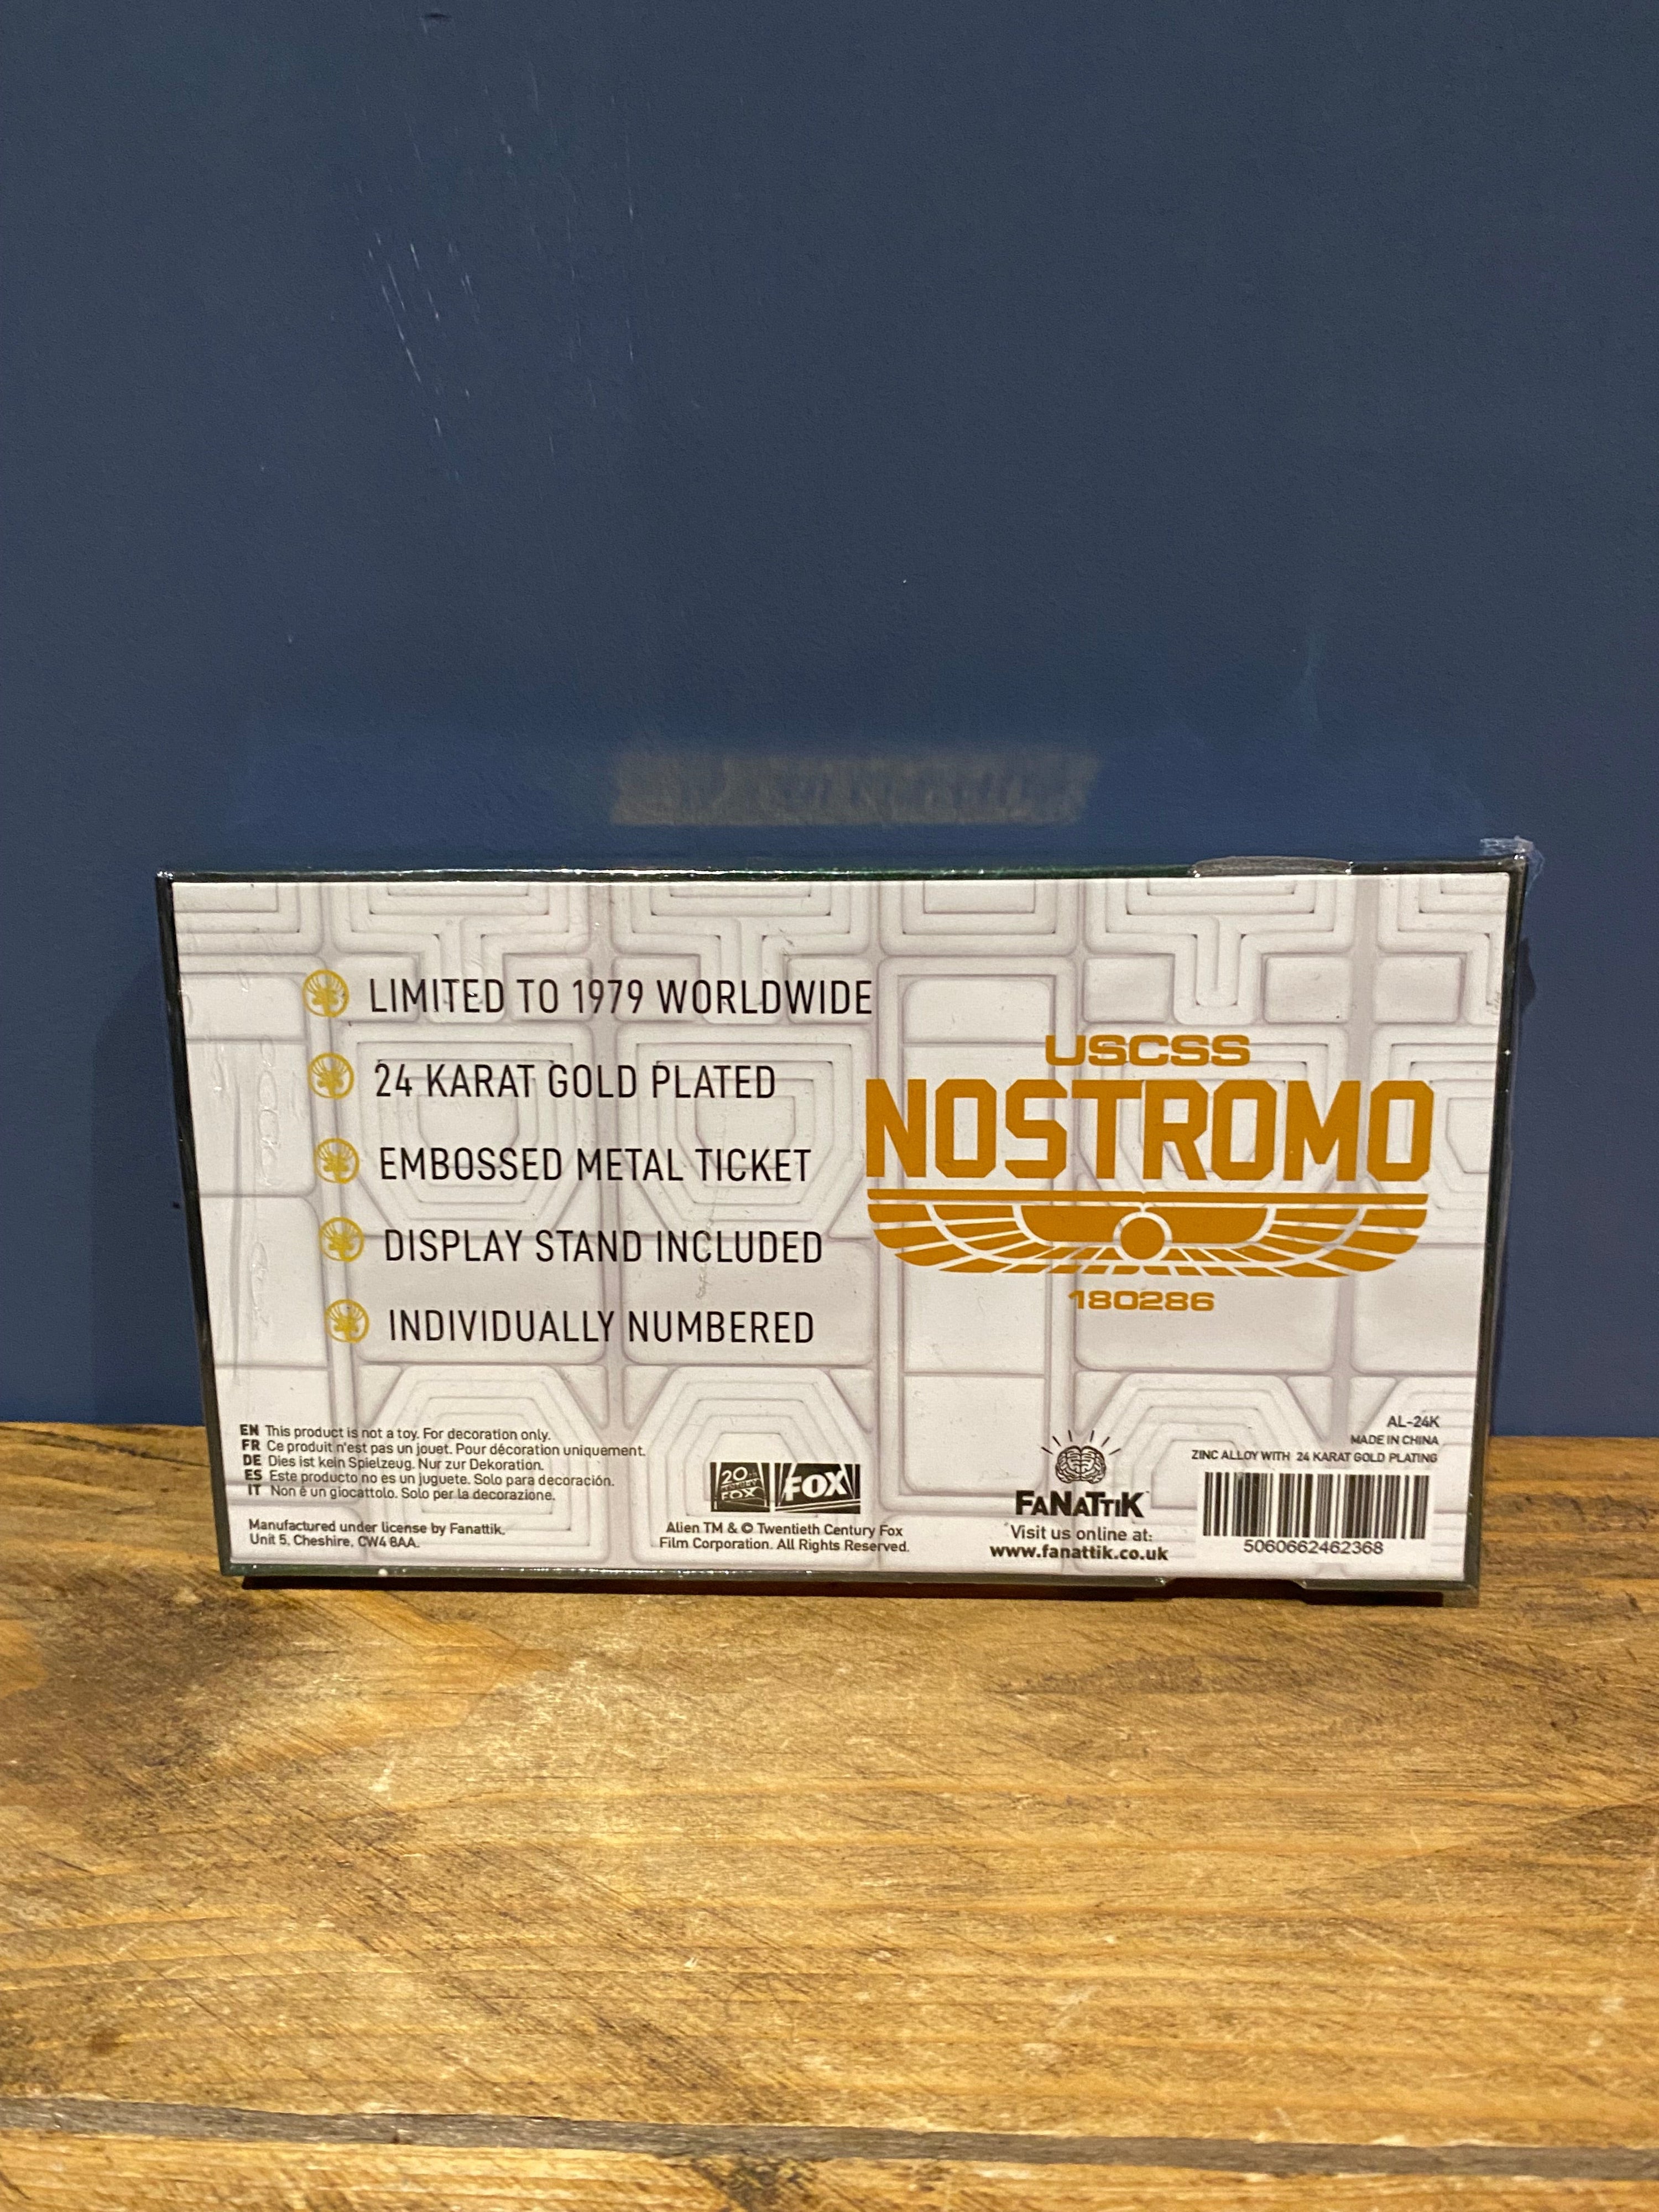 LIMITED TO 1979 WORLDWIDE
24 KARAT GOLD PLATED
EMBOSSED METAL TICKET
DISPLAY STAND INCLUDED
INDIVIDUALLY NUMBERED
USCSS
NOSTROMO
180286
EN This product is not a toy. For decoration only.
FR Ce produit n'est pas un jouet. Pour décoration uniquement.
DE Dies ist kein Spielzeug. Nur zur Dekoration.
ES Este producto no es un juguete. Solo para decoración.
IT Non é un giocattolo. Solo per la decorazione.
Manufactured under license by Fanattik.
Unit 5, Cheshire, CW4 8AA.
20
CENTURY
FOX
FOX
Alien TM & © Twentieth Century Fox
Film Corporation. All Rights Reserved.
FANATTIK
Visit us online at:
www.fanattik.co.uk
AL-24K
MADE IN CHINA
ZINC ALLOY WITH 24 KARAT GOLD PLATING
5060662462368